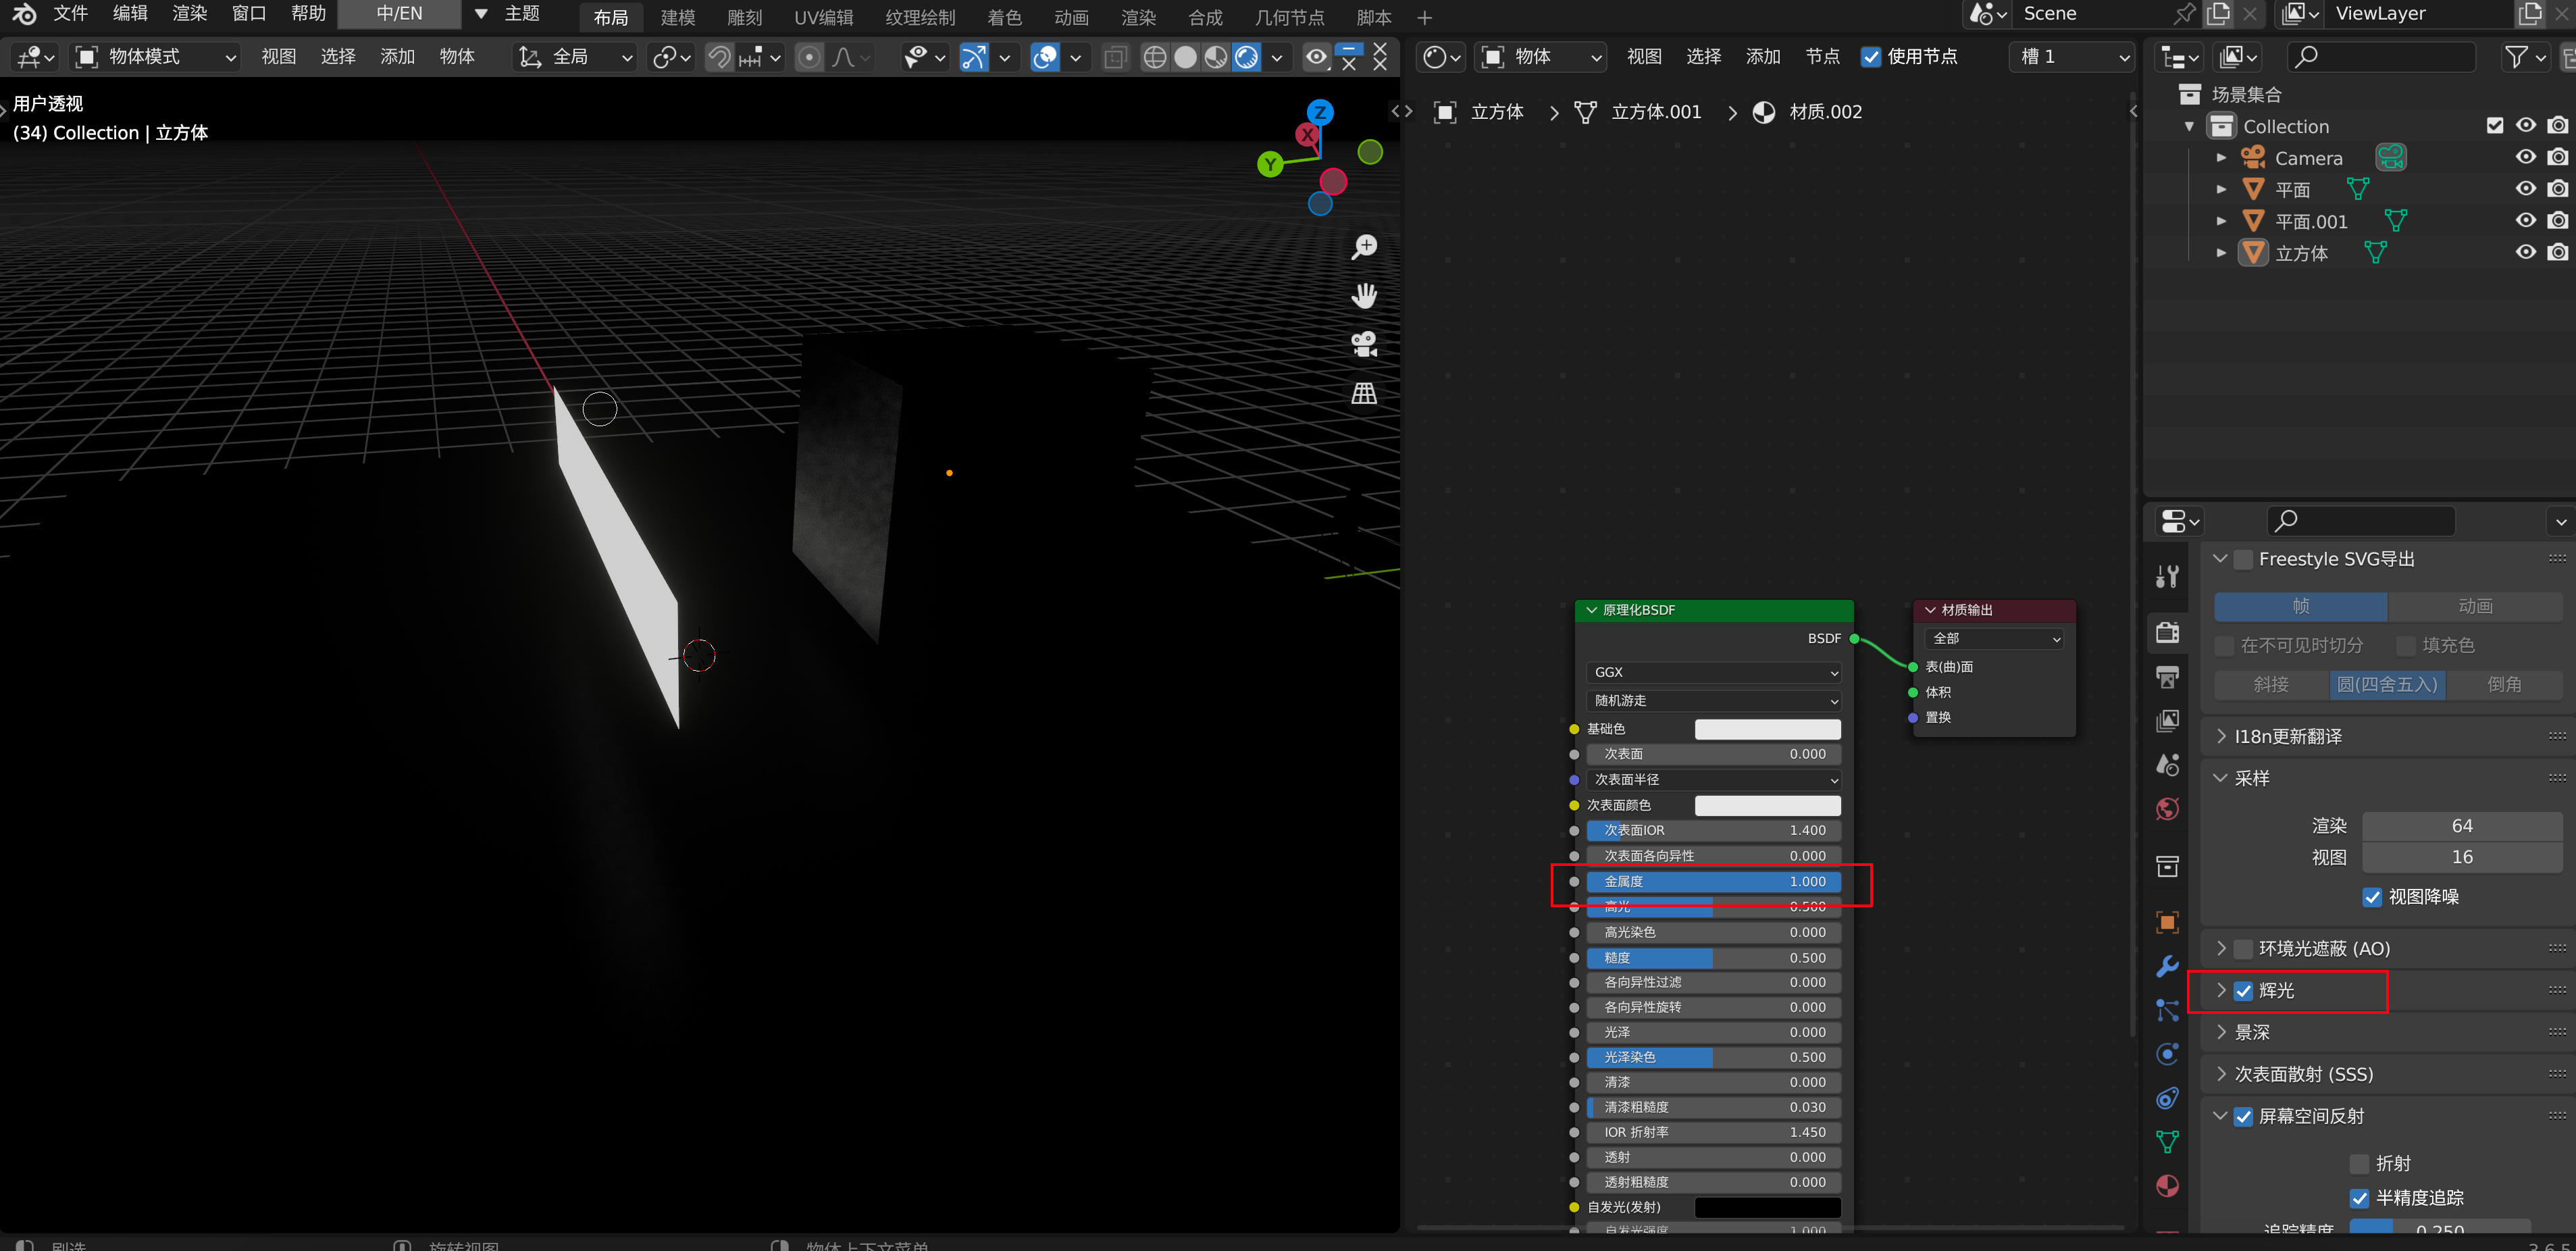 文件 编辑 渲染 窗口 帮助 中/EN 主题 布局 建模 雕刻 UV编辑 纹理绘制 着色 动画 渲染 合成 几何节点 脚本 Scene ViewLayer
物体模式 视图 选择 添加 物体 全局 物体 视图 选择 添加 节点 使用节点 槽 1
用户透视
(34) Collection | 立方体
Z
X
Y
立方体 立方体.001 材质.002
场景集合
Collection
Camera
平面
平面.001
立方体
原理化BSDF
BSDF
GGX
随机游走
基础色
次表面 0.000
次表面半径
次表面颜色
次表面IOR 1.400
次表面各向异性 0.000
金属度 1.000
高光 0.500
高光染色 0.000
糙度 0.500
各向异性过滤 0.000
各向异性旋转 0.000
光泽 0.000
光泽染色 0.500
清漆 0.000
清漆粗糙度 0.030
IOR 折射率 1.450
透射 0.000
透射粗糙度 0.000
自发光(发射)
自发光强度 1.000
材质输出
全部
表(曲)面
体积
置换
Freestyle SVG导出
帧 动画
在不可见时切分 填充色
斜接 圆(四舍五入) 倒角
I18n更新翻译
采样
渲染 64
视图 16
视图降噪
环境光遮蔽 (AO)
辉光
景深
次表面散射 (SSS)
屏幕空间反射
折射
半精度追踪
追踪精度 0.250
旋转视图 物体上下文菜单 3.6.5